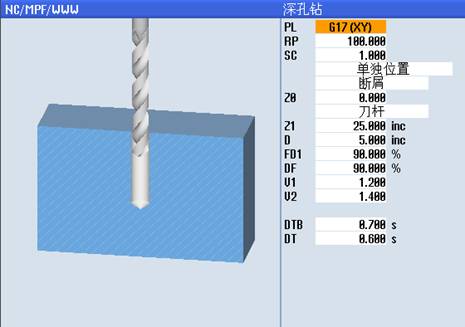 NC/MPF/WWW
深孔钻
PL G17(XY)
RP 100.000
SC 1.000
单独位置
断屑
Z0 0.000
刀杆
Z1 25.000 inc
D 5.000 inc
FD1 90.000 %
DF 90.000 %
V1 1.200
V2 1.400
DTB 0.700 s
DT 0.600 s